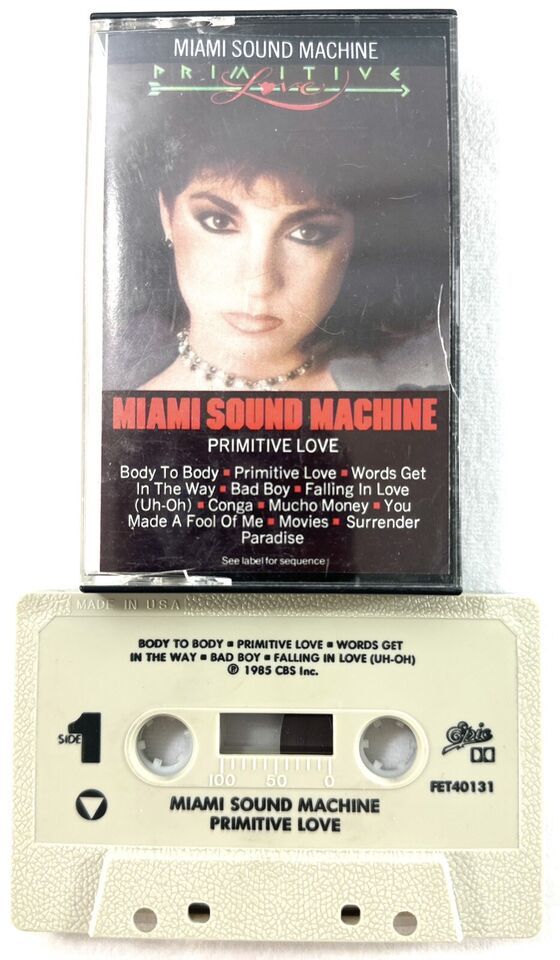 MIAMI SOUND MACHINE
PRIMITIVE
Love
MIAMI SOUND MACHINE
PRIMITIVE LOVE
Body To Body ▪ Primitive Love ▪ Words Get
In The Way ▪ Bad Boy ▪ Falling In Love
(Uh-Oh) ▪ Conga ▪ Mucho Money ▪ You
Made A Fool Of Me ▪ Movies ▪ Surrender
Paradise
See label for sequence
MADE IN U.S.A.
BODY TO BODY ▪ PRIMITIVE LOVE ▪ WORDS GET
IN THE WAY ▪ BAD BOY ▪ FALLING IN LOVE (UH-OH)
℗ 1985 CBS Inc.
SIDE 1
100 50 0
Epic
FET40131
MIAMI SOUND MACHINE
PRIMITIVE LOVE